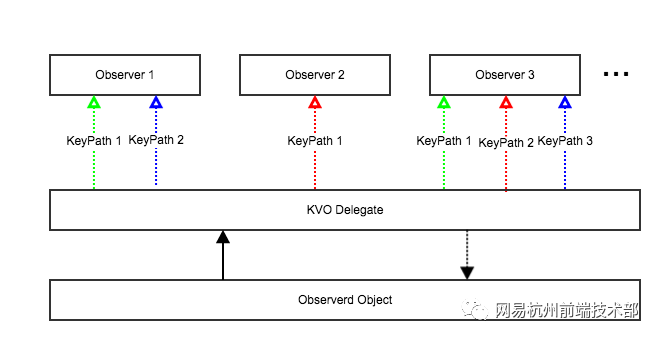 Observer 1
Observer 2
Observer 3
...
KeyPath 1
KeyPath 2
KeyPath 1
KeyPath 1
KeyPath 2
KeyPath 3
KVO Delegate
Observerd Object
网易杭州前端技术部